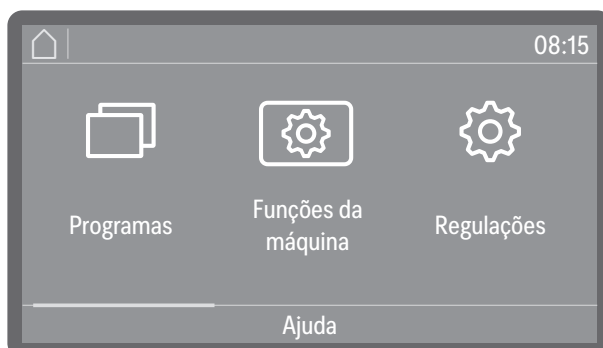 08:15
Programas
Funções da
máquina
Regulações
Ajuda